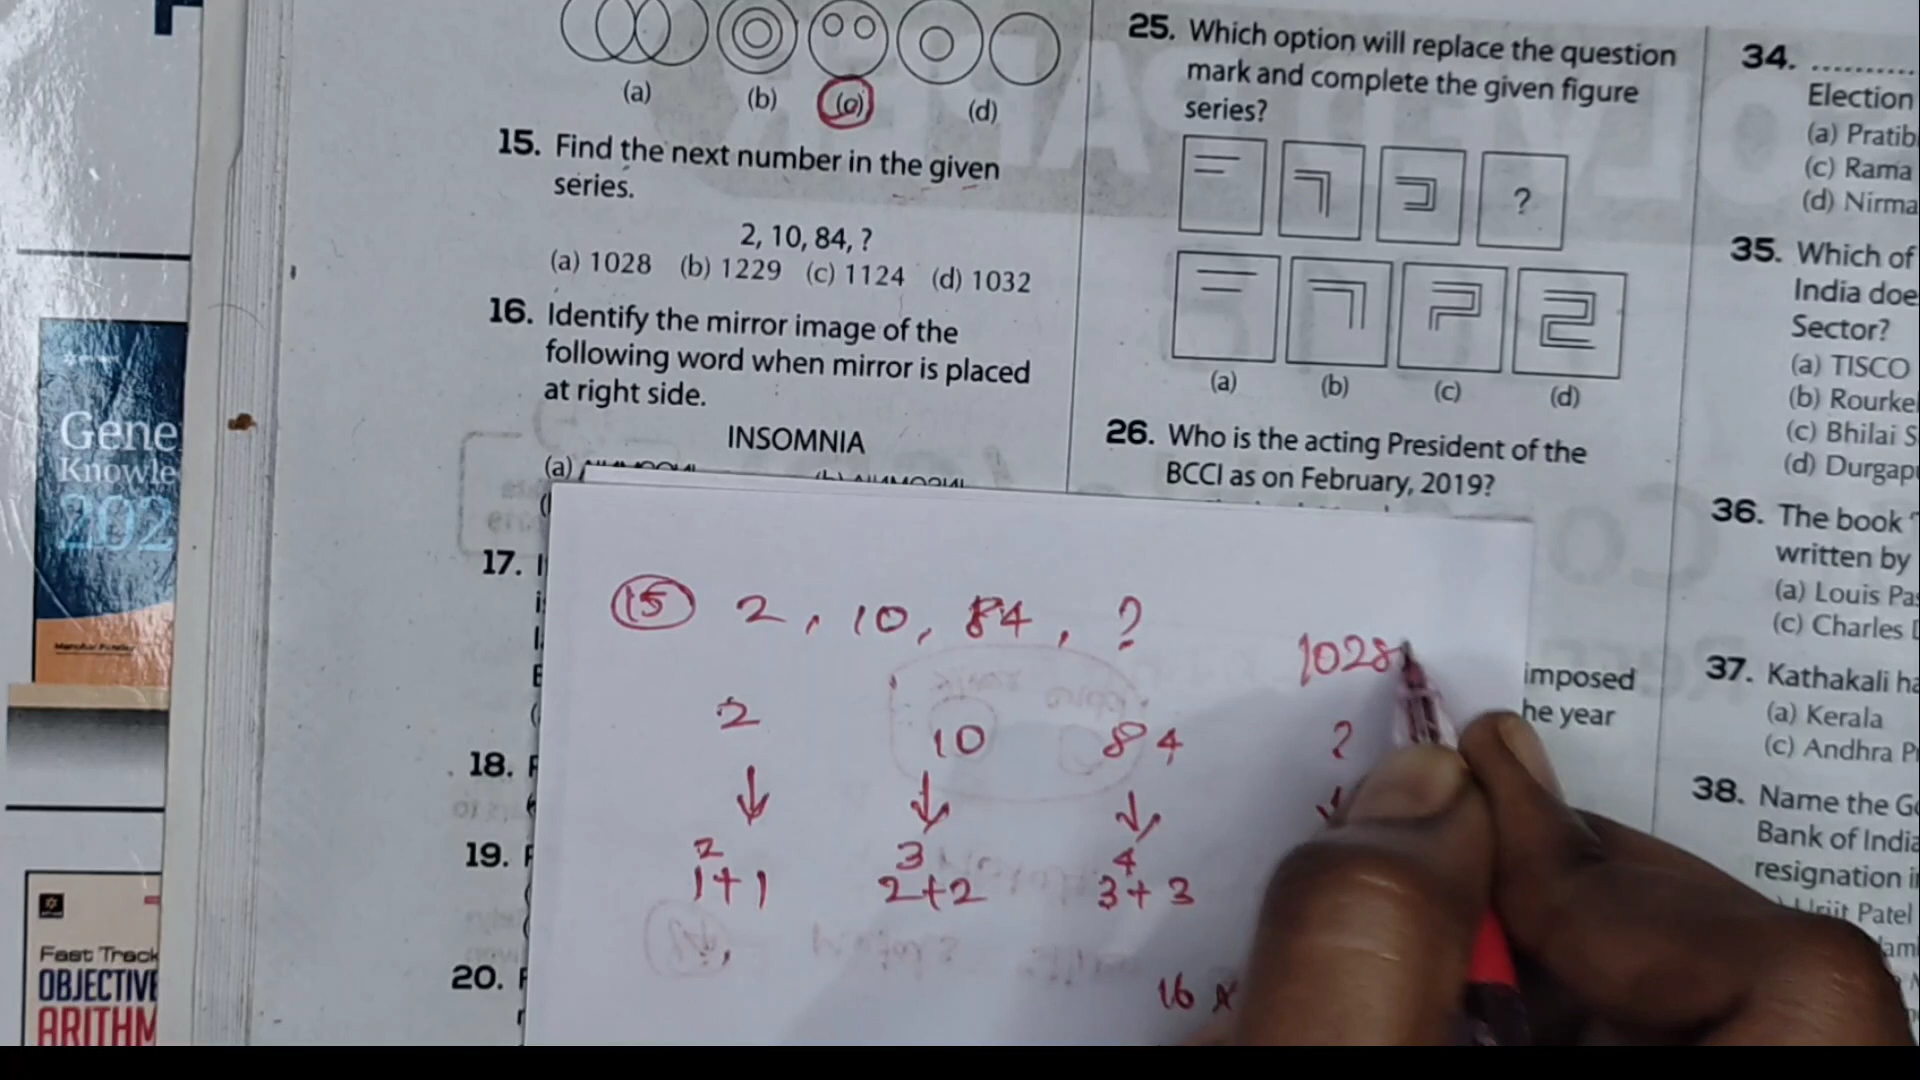 (a) (b) (c) (d)
15. Find the next number in the given
series.
2, 10, 84, ?
(a) 1028 (b) 1229 (c) 1124 (d) 1032
16. Identify the mirror image of the
following word when mirror is placed
at right side.
INSOMNIA
(a)
17.
18.
19.
20.
25. Which option will replace the question
mark and complete the given figure
series?
?
(a) (b) (c) (d)
26. Who is the acting President of the
BCCI as on February, 2019?
imposed
he year
34. ..........
Election
(a) Pratib
(c) Rama
(d) Nirma
35. Which of
India doe
Sector?
(a) TISCO
(b) Rourke
(c) Bhilai S
(d) Durgap
36. The book
written by
(a) Louis Pas
(c) Charles
37. Kathakali ha
(a) Kerala
(c) Andhra P
38. Name the Go
Bank of India
resignation i
Urjit Patel
15 2, 10, 84, ?
1028
2 10 84 ?
2 3 4
1+1 2+2 3+3
16 ×
Gene
Knowle
202
Fast Track
OBJECTIVE
ARITHM